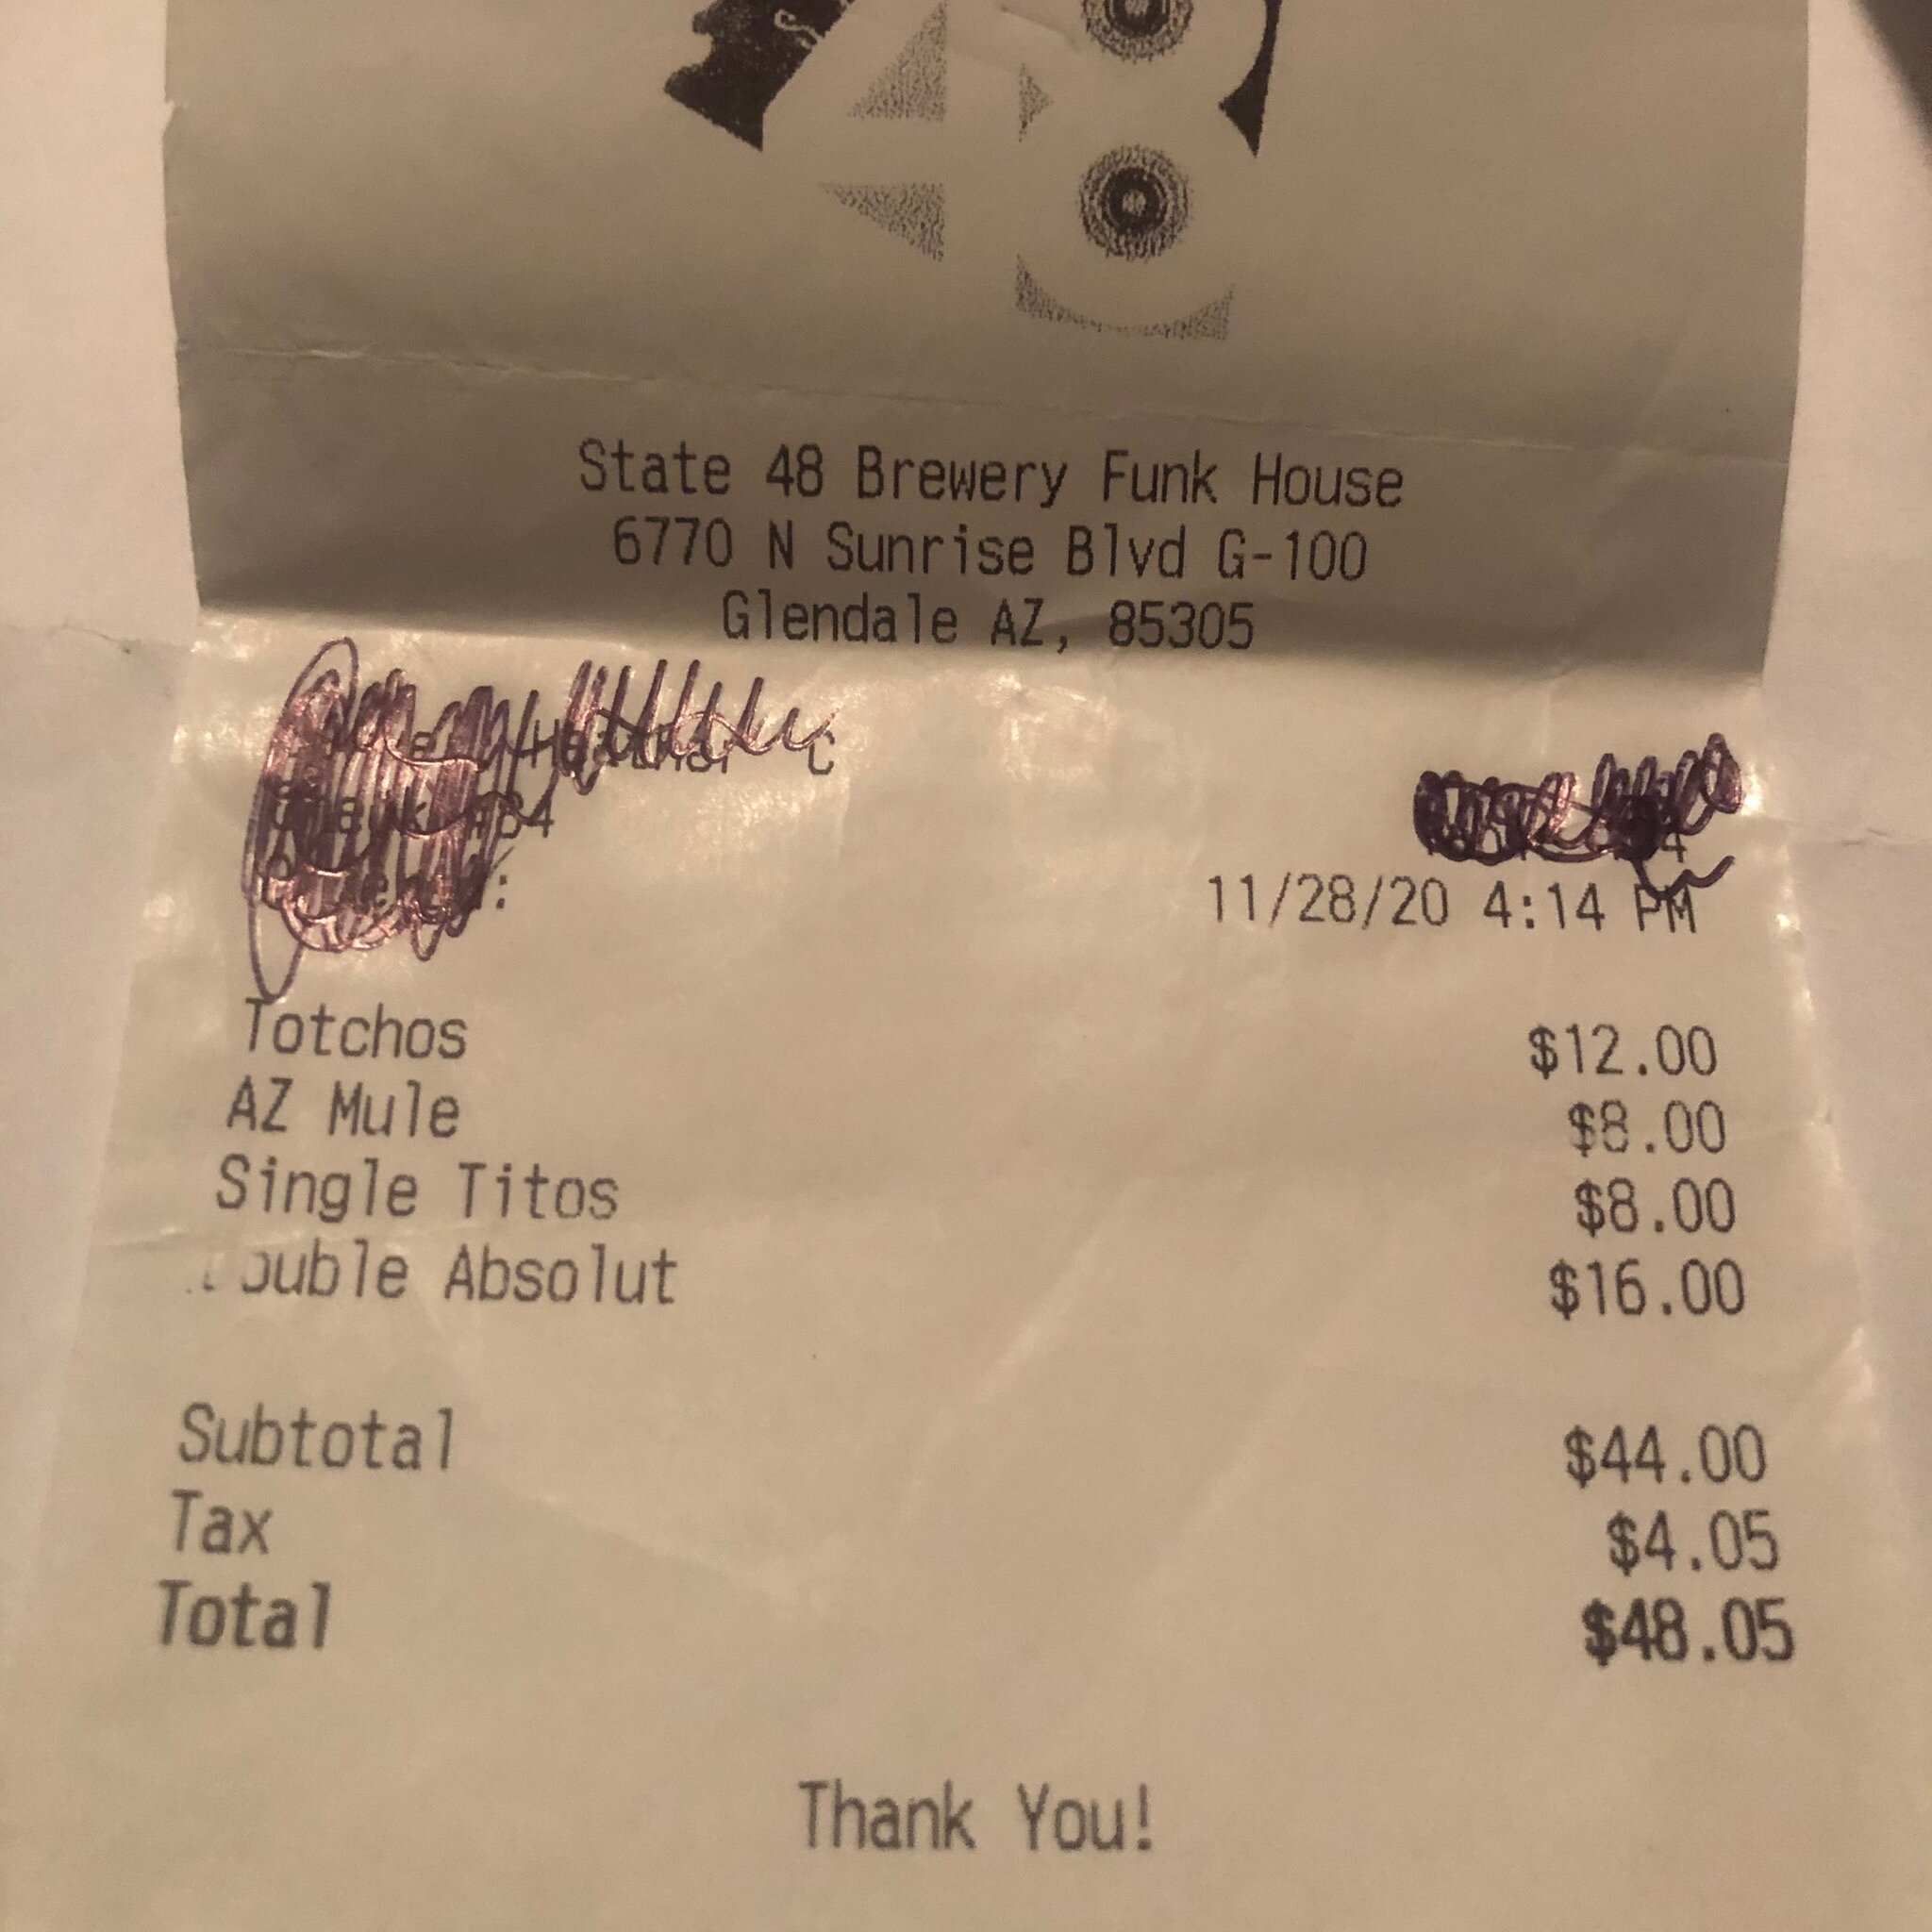 State 48 Brewery Funk House
6770 N Sunrise Blvd G-100
Glendale AZ, 85305
11/28/20 4:14 PM
Totchos $12.00
AZ Mule $8.00
Single Titos $8.00
Double Absolut $16.00
Subtotal $44.00
Tax $4.05
Total $48.05
Thank You!